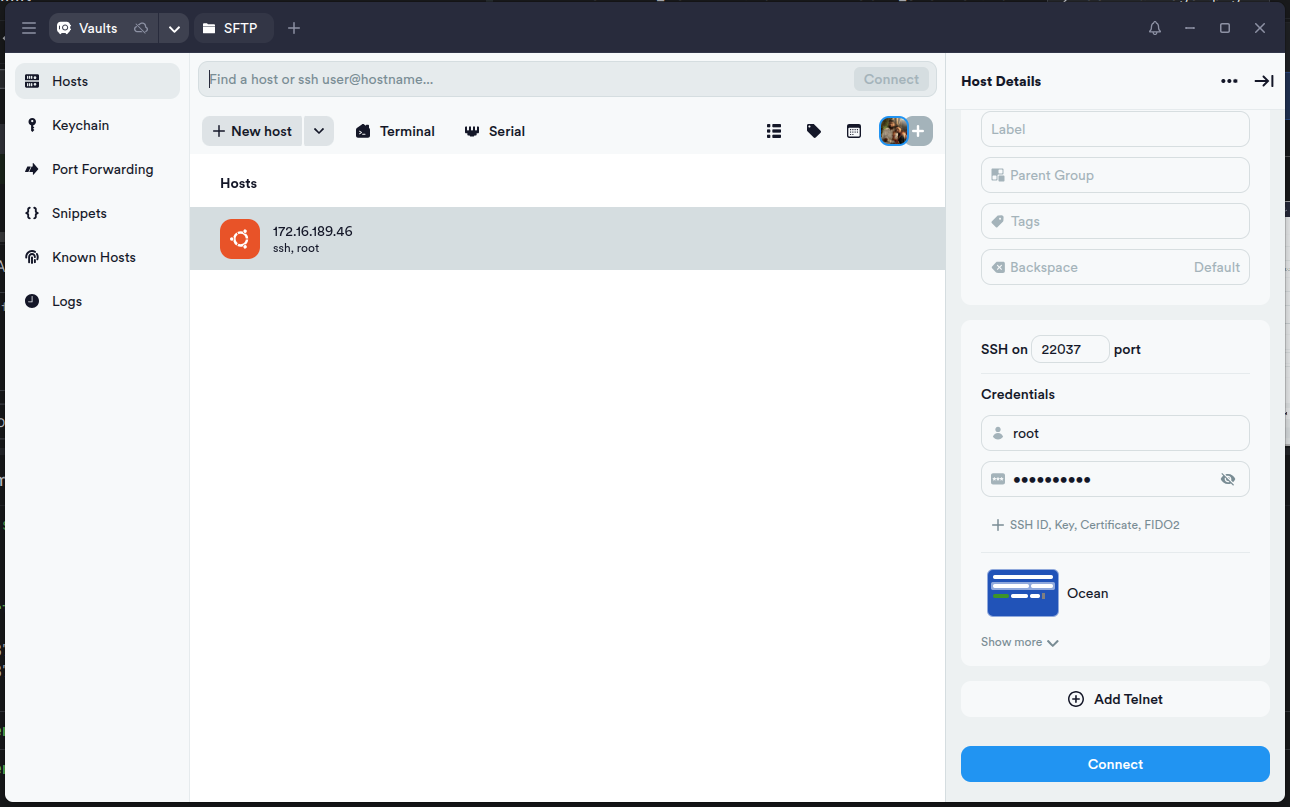 Vaults
SFTP
Hosts
Keychain
Port Forwarding
Snippets
Known Hosts
Logs
Find a host or ssh user@hostname...
Connect
New host
Terminal
Serial
Hosts
172.16.189.46
ssh, root
Host Details
Label
Parent Group
Tags
Backspace Default
SSH on 22037 port
Credentials
root
••••••••••
SSH ID, Key, Certificate, FIDO2
Ocean
Show more
Add Telnet
Connect